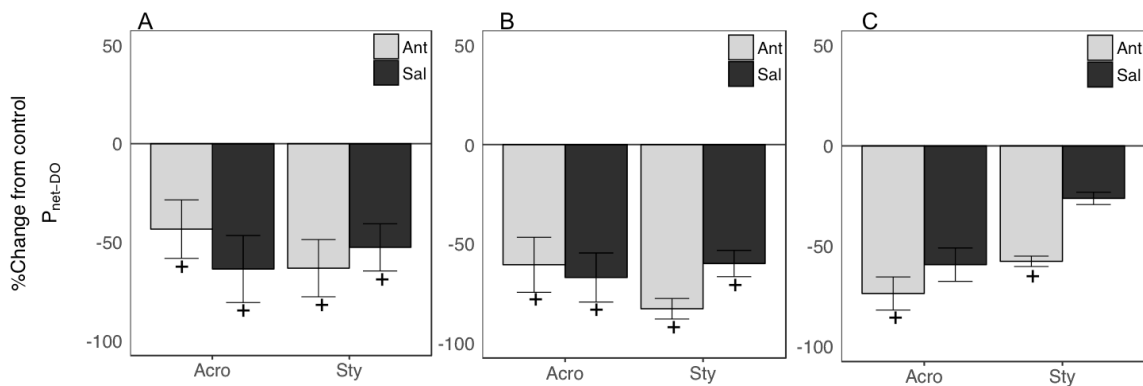 A
B
C
%Change from control
Pnet-DO
50
0
-50
-100
Ant
Sal
Acro
Sty
50
0
-50
-100
Ant
Sal
Acro
Sty
50
0
-50
-100
Ant
Sal
Acro
Sty
+
+
+
+
+
+
+
+
+
+